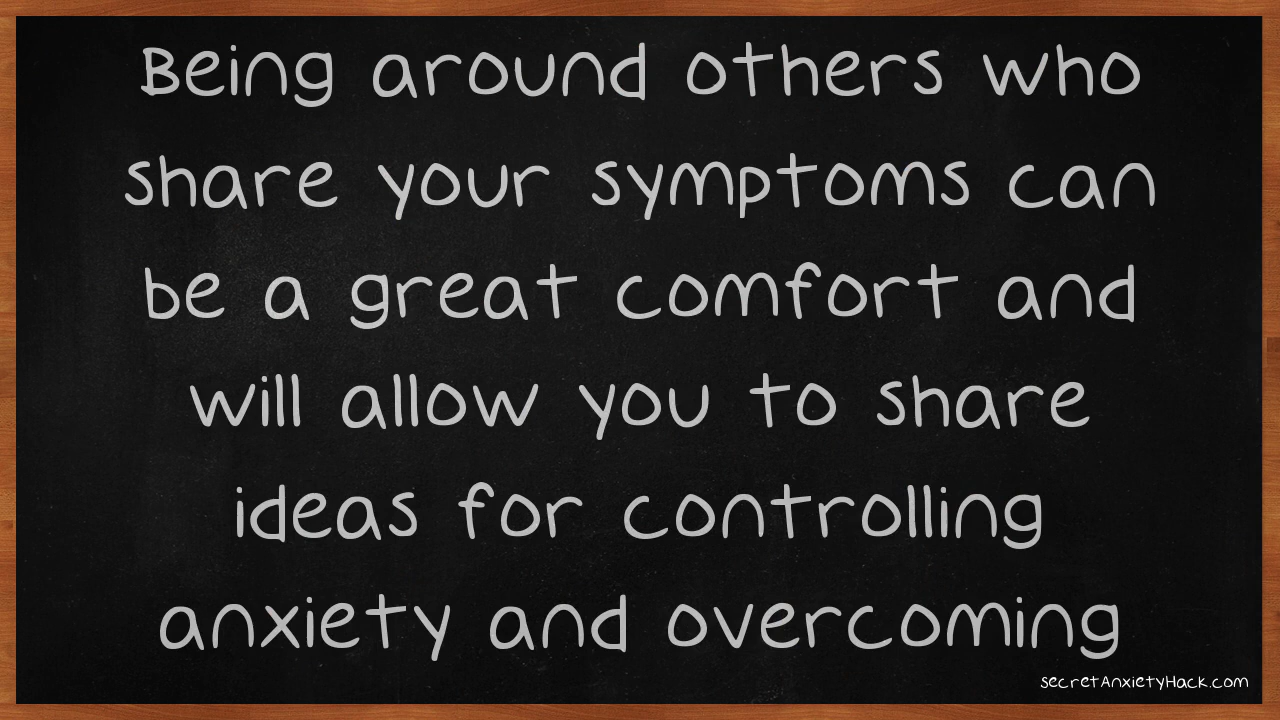 Being around others who
share your symptoms can
be a great comfort and
will allow you to share
ideas for controlling
anxiety and overcoming
secretAnxietyHack.com